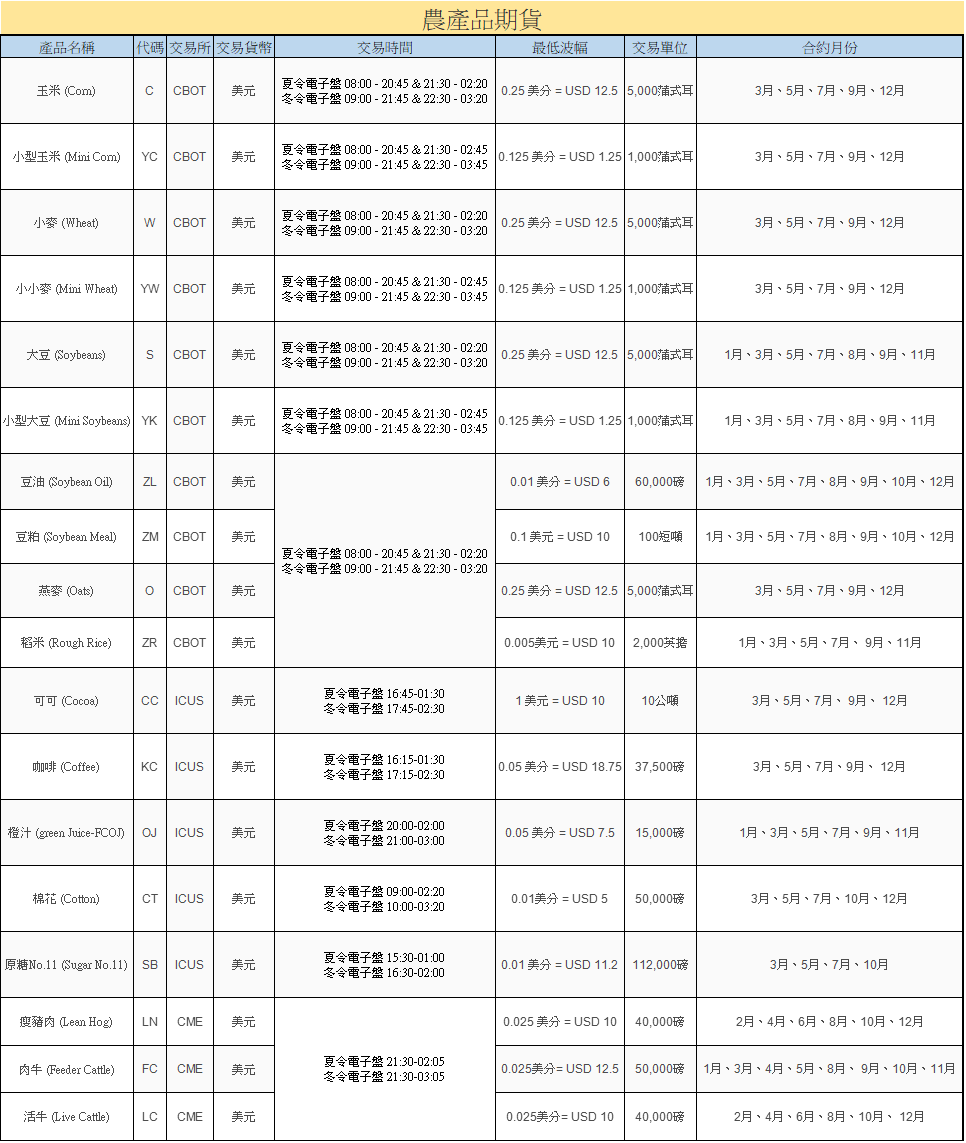 農產品期貨
產品名稱 代碼 交易所 交易貨幣 交易時間 最低波幅 交易單位 合約月份
玉米 (Corn) C CBOT 美元 夏令電子盤 08:00 - 20:45 & 21:30 - 02:20 0.25 美分 = USD 12.5 5,000蒲式耳 3月、5月、7月、9月、12月
冬令電子盤 09:00 - 21:45 & 22:30 - 03:20
小型玉米 (Mini Corn) YC CBOT 美元 夏令電子盤 08:00 - 20:45 & 21:30 - 02:45 0.125 美分 = USD 1.25 1,000蒲式耳 3月、5月、7月、9月、12月
冬令電子盤 09:00 - 21:45 & 22:30 - 03:45
小麥 (Wheat) W CBOT 美元 夏令電子盤 08:00 - 20:45 & 21:30 - 02:20 0.25 美分 = USD 12.5 5,000蒲式耳 3月、5月、7月、9月、12月
冬令電子盤 09:00 - 21:45 & 22:30 - 03:20
小小麥 (Mini Wheat) YW CBOT 美元 夏令電子盤 08:00 - 20:45 & 21:30 - 02:45 0.125 美分 = USD 1.25 1,000蒲式耳 3月、5月、7月、9月、12月
冬令電子盤 09:00 - 21:45 & 22:30 - 03:45
大豆 (Soybeans) S CBOT 美元 夏令電子盤 08:00 - 20:45 & 21:30 - 02:20 0.25 美分 = USD 12.5 5,000蒲式耳 1月、3月、5月、7月、8月、9月、11月
冬令電子盤 09:00 - 21:45 & 22:30 - 03:20
小型大豆 (Mini Soybeans) YK CBOT 美元 夏令電子盤 08:00 - 20:45 & 21:30 - 02:45 0.125 美分 = USD 1.25 1,000蒲式耳 1月、3月、5月、7月、8月、9月、11月
冬令電子盤 09:00 - 21:45 & 22:30 - 03:45
豆油 (Soybean Oil) ZL CBOT 美元 0.01 美分 = USD 6 60,000磅 1月、3月、5月、7月、8月、9月、10月、12月
豆粕 (Soybean Meal) ZM CBOT 美元 0.1 美元 = USD 10 100短噸 1月、3月、5月、7月、8月、9月、10月、12月
夏令電子盤 08:00 - 20:45 & 21:30 - 02:20
冬令電子盤 09:00 - 21:45 & 22:30 - 03:20
燕麥 (Oats) O CBOT 美元 0.25 美分 = USD 12.5 5,000蒲式耳 3月、5月、7月、9月、12月
稻米 (Rough Rice) ZR CBOT 美元 0.005美元 = USD 10 2,000英擔 1月、3月、5月、7月、 9月、11月
可可 (Cocoa) CC ICUS 美元 夏令電子盤 16:45-01:30 1 美元 = USD 10 10公噸 3月、5月、7月、 9月、 12月
冬令電子盤 17:45-02:30
咖啡 (Coffee) KC ICUS 美元 夏令電子盤 16:15-01:30 0.05 美分 = USD 18.75 37,500磅 3月、5月、7月、9月、 12月
冬令電子盤 17:15-02:30
橙汁 (green Juice-FCOJ) OJ ICUS 美元 夏令電子盤 20:00-02:00 0.05 美分 = USD 7.5 15,000磅 1月、3月、5月、7月、9月、11月
冬令電子盤 21:00-03:00
棉花 (Cotton) CT ICUS 美元 夏令電子盤 09:00-02:20 0.01美分 = USD 5 50,000磅 3月、5月、7月、10月、12月
冬令電子盤 10:00-03:20
原糖No.11 (Sugar No.11) SB ICUS 美元 夏令電子盤 15:30-01:00 0.01 美分 = USD 11.2 112,000磅 3月、5月、7月、10月
冬令電子盤 16:30-02:00
瘦豬肉 (Lean Hog) LN CME 美元 0.025 美分 = USD 10 40,000磅 2月、4月、6月、8月、10月、12月
夏令電子盤 21:30-02:05
冬令電子盤 21:30-03:05
肉牛 (Feeder Cattle) FC CME 美元 0.025美分= USD 12.5 50,000磅 1月、3月、4月、5月、8月、 9月、10月、11月
活牛 (Live Cattle) LC CME 美元 0.025美分= USD 10 40,000磅 2月、4月、6月、8月、10月、 12月